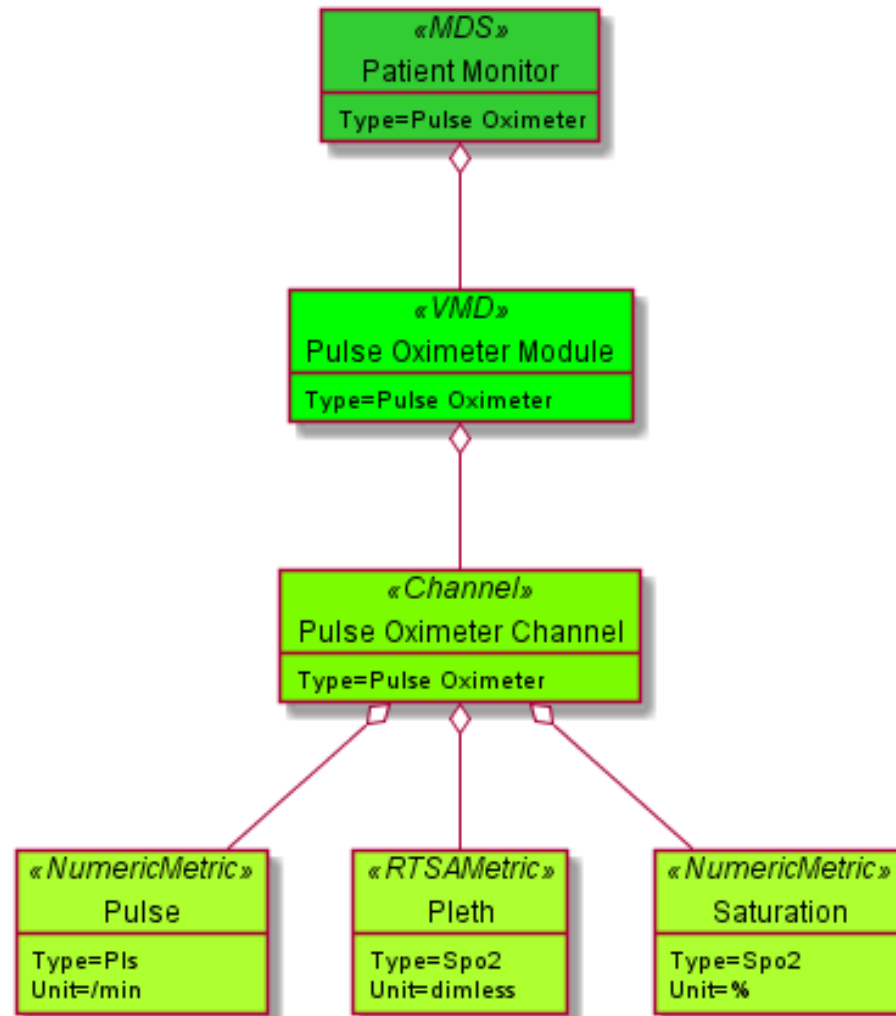 «MDS»
Patient Monitor
Type=Pulse Oximeter
«VMD»
Pulse Oximeter Module
Type=Pulse Oximeter
«Channel»
Pulse Oximeter Channel
Type=Pulse Oximeter
«NumericMetric»
Pulse
Type=Pls
Unit=/min
«RTSAMetric»
Pleth
Type=Spo2
Unit=dimless
«NumericMetric»
Saturation
Type=Spo2
Unit=%